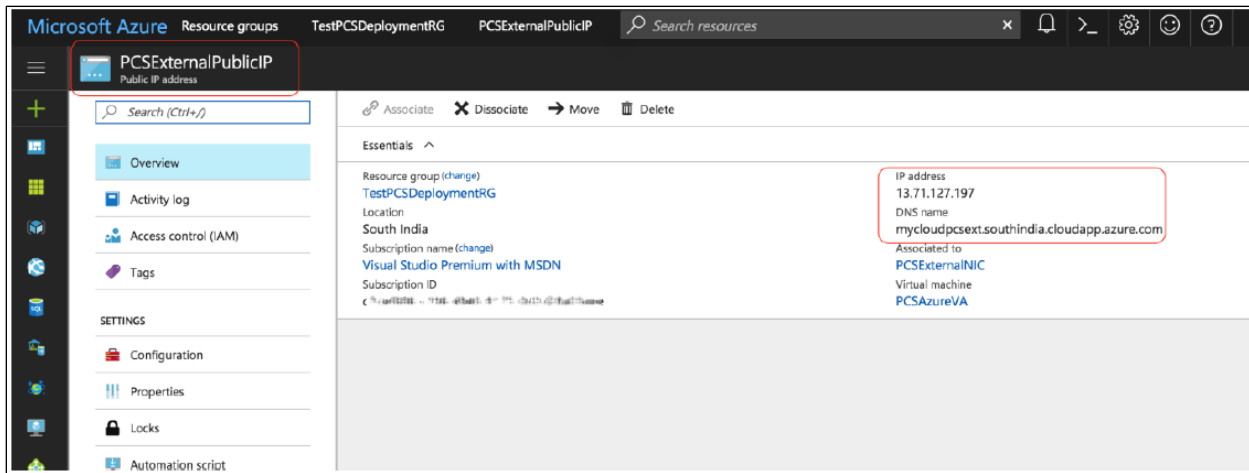 Microsoft Azure Resource groups TestPCSDeploymentRG PCSExternalPublicIP Search resources
PCSExternalPublicIP
Public IP address
Search (Ctrl+/)
Overview
Activity log
Access control (IAM)
Tags
SETTINGS
Configuration
Properties
Locks
Automation script
Associate Dissociate Move Delete
Essentials
Resource group (change)
TestPCSDeploymentRG
Location
South India
Subscription name (change)
Visual Studio Premium with MSDN
Subscription ID
IP address
13.71.127.197
DNS name
mycloudpcsext.southindia.cloudapp.azure.com
Associated to
PCSExternalNIC
Virtual machine
PCSAzureVA